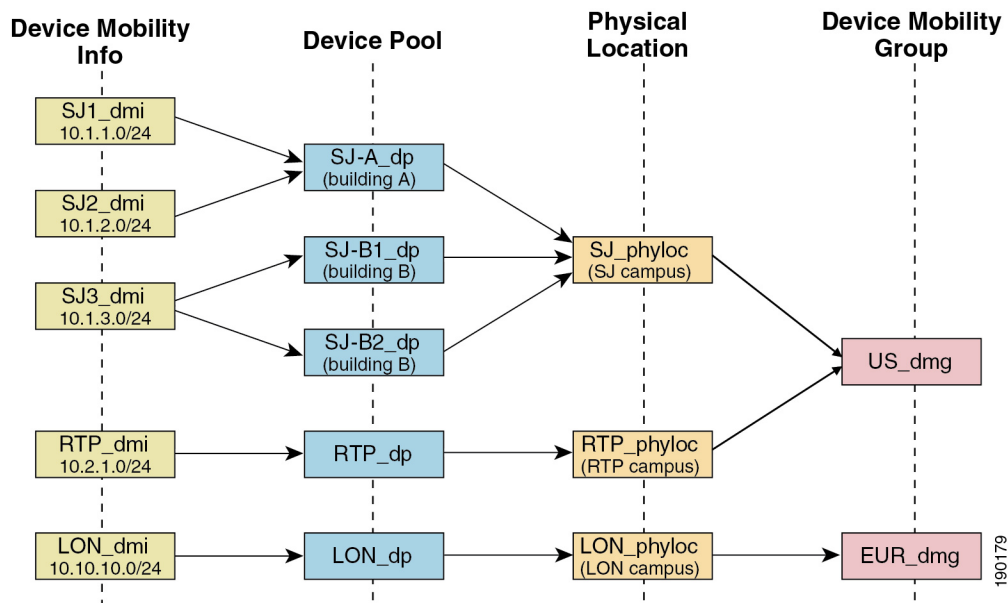 Device Mobility
Info
Device Pool
Physical
Location
Device Mobility
Group
SJ1_dmi
10.1.1.0/24
SJ2_dmi
10.1.2.0/24
SJ3_dmi
10.1.3.0/24
RTP_dmi
10.2.1.0/24
LON_dmi
10.10.10.0/24
SJ-A_dp
(building A)
SJ-B1_dp
(building B)
SJ-B2_dp
(building B)
RTP_dp
LON_dp
SJ_phyloc
(SJ campus)
RTP_phyloc
(RTP campus)
LON_phyloc
(LON campus)
US_dmg
EUR_dmg
190179